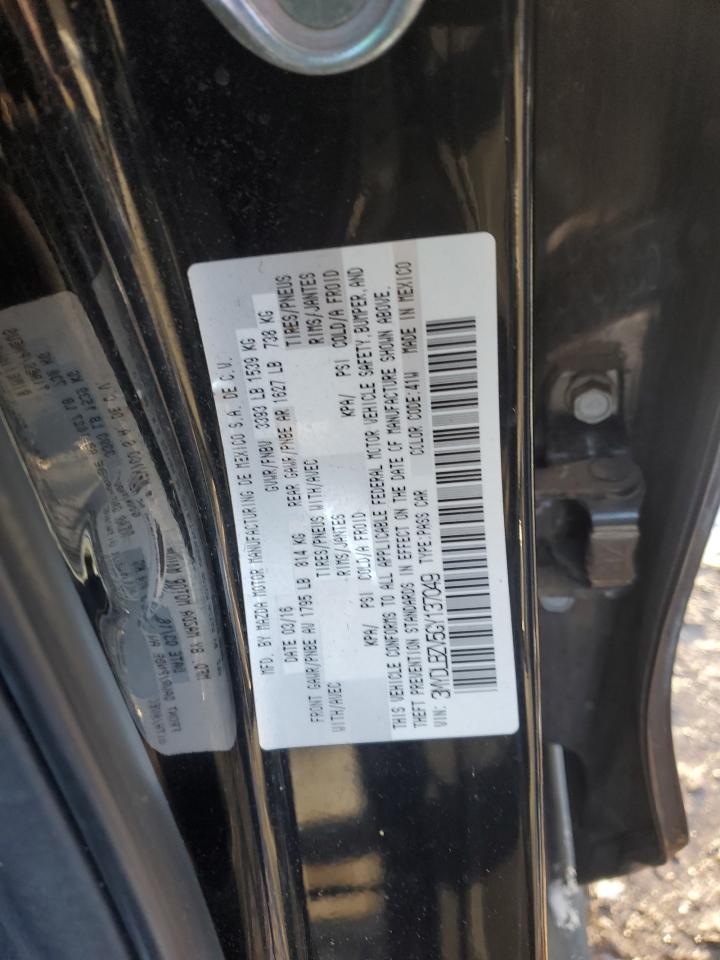 MFD. BY MAZDA MOTOR MANUFACTURING DE MEXICO S.A. DE C.V.
DATE 03/16 GVWR/PNBV 3393 LB 1539 KG
FRONT GAWR/PNBE AV 1795 LB 814 KG REAR GAWR/PNBE AR 1627 LB 738 KG
WITH/AVEC TIRES/PNEUS WITH/AVEC TIRES/PNEUS
RIMS/JANTES RIMS/JANTES
KPA/ PSI COLD/A FROID KPA/ PSI COLD/A FROID
THIS VEHICLE CONFORMS TO ALL APPLICABLE FEDERAL MOTOR VEHICLE SAFETY, BUMPER, AND
THEFT PREVENTION STANDARDS IN EFFECT ON THE DATE OF MANUFACTURE SHOWN ABOVE.
VIN: 3MYDLBZV5GY137049 TYPE:PASS CAR COLOR CODE:41W MADE IN MEXICO